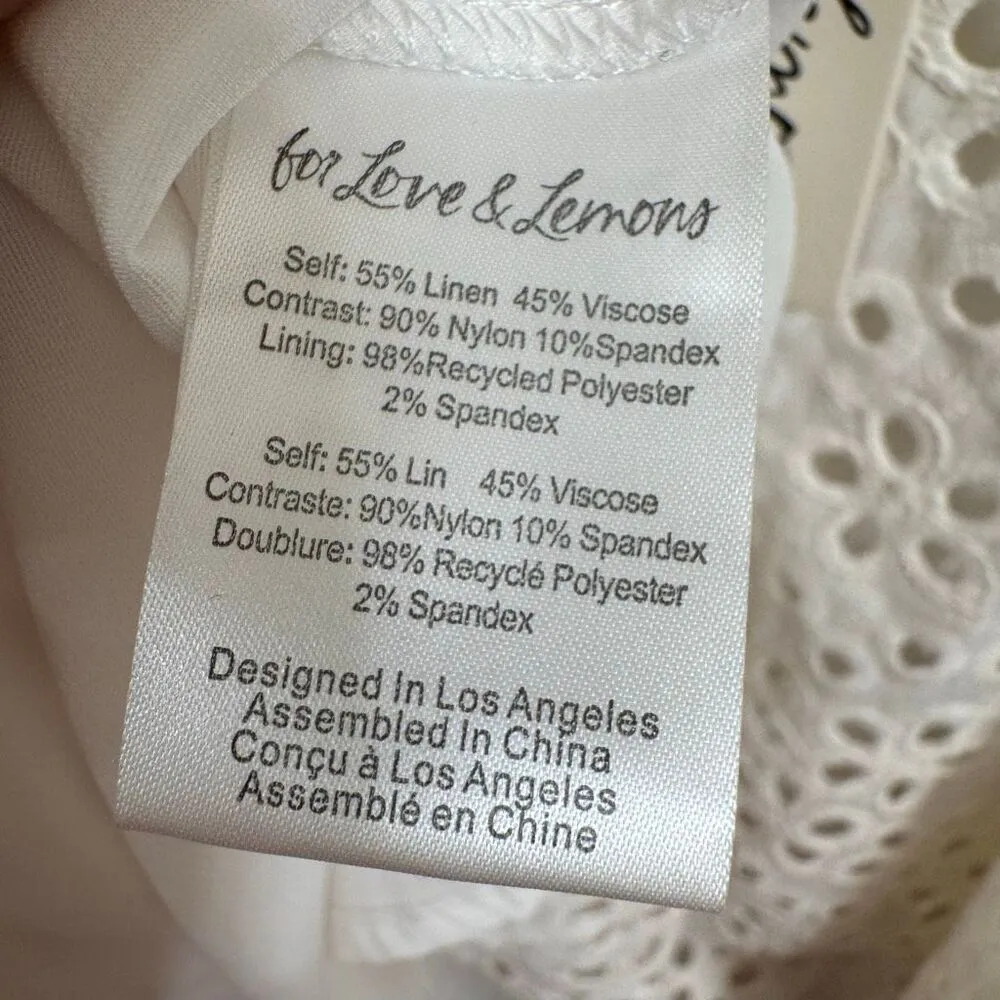 for Love & Lemons
Self: 55% Linen 45% Viscose
Contrast: 90% Nylon 10%Spandex
Lining: 98%Recycled Polyester
2% Spandex
Self: 55% Lin 45% Viscose
Contraste: 90%Nylon 10% Spandex
Doublure: 98% Recyclé Polyester
2% Spandex
Designed In Los Angeles
Assembled In China
Conçu à Los Angeles
Assemblé en Chine